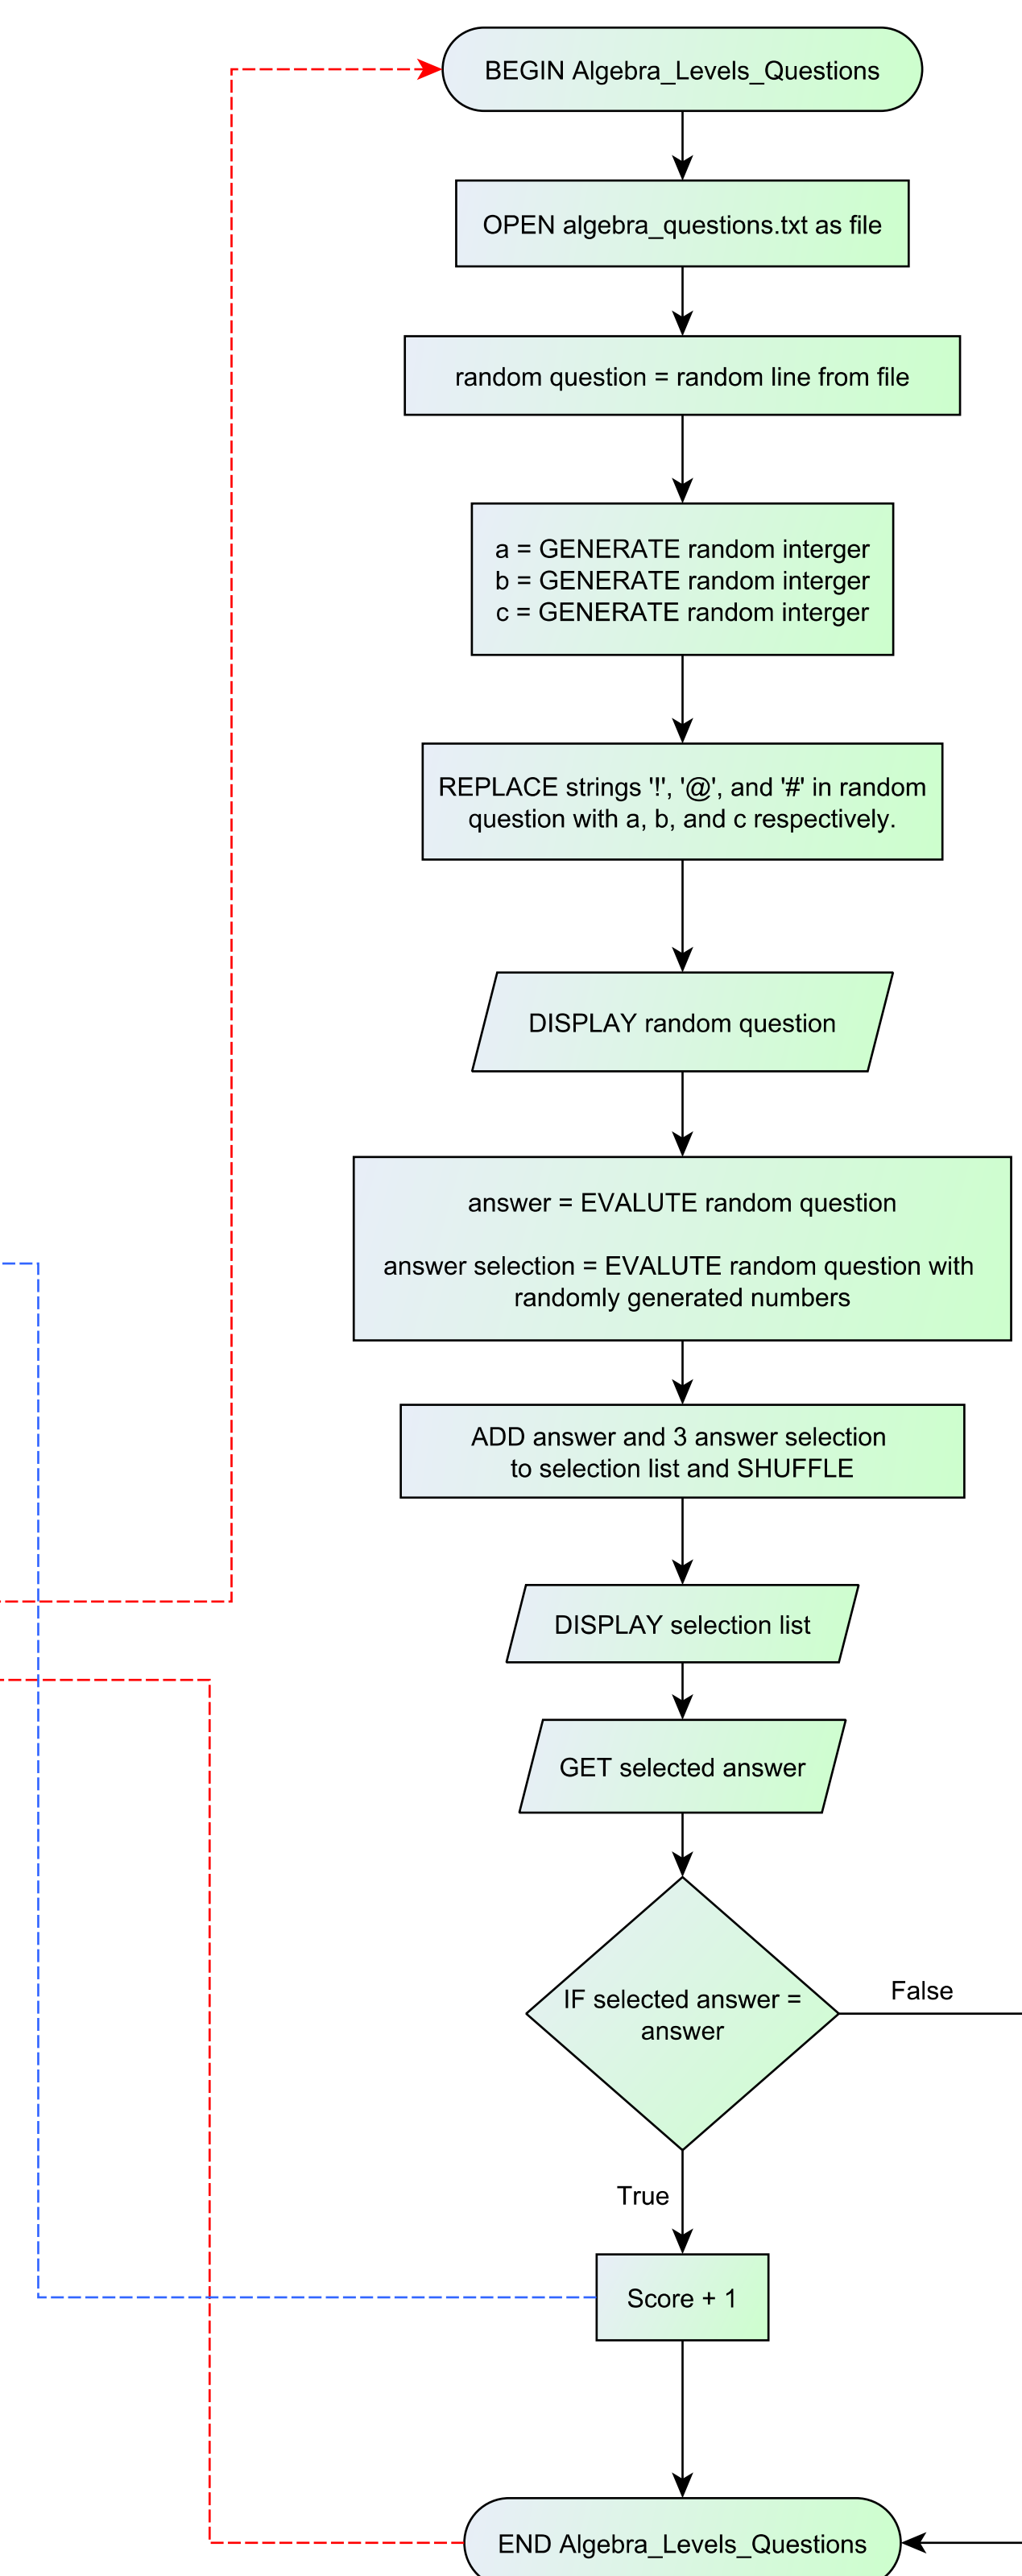 BEGIN Algebra_Levels_Questions
OPEN algebra_questions.txt as file
random question = random line from file
a = GENERATE random interger
b = GENERATE random interger
c = GENERATE random interger
REPLACE strings '!', '@', and '#' in random
question with a, b, and c respectively.
DISPLAY random question
answer = EVALUTE random question
answer selection = EVALUTE random question with
randomly generated numbers
ADD answer and 3 answer selection
to selection list and SHUFFLE
DISPLAY selection list
GET selected answer
IF selected answer =
answer
False
True
Score + 1
END Algebra_Levels_Questions